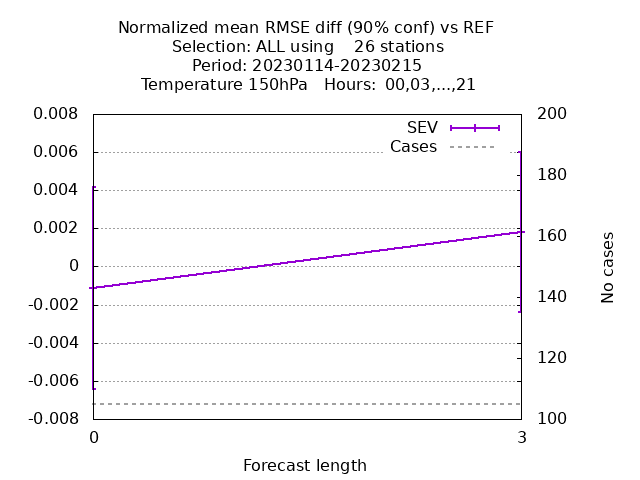 Normalized mean RMSE diff (90% conf) vs REF
Selection: ALL using    26 stations
Period: 20230114-20230215
Temperature 150hPa   Hours:  00,03,...,21
0.008
0.006
0.004
0.002
0
-0.002
-0.004
-0.006
-0.008
SEV
Cases
200
180
160
140
120
100
No cases
0
3
Forecast length